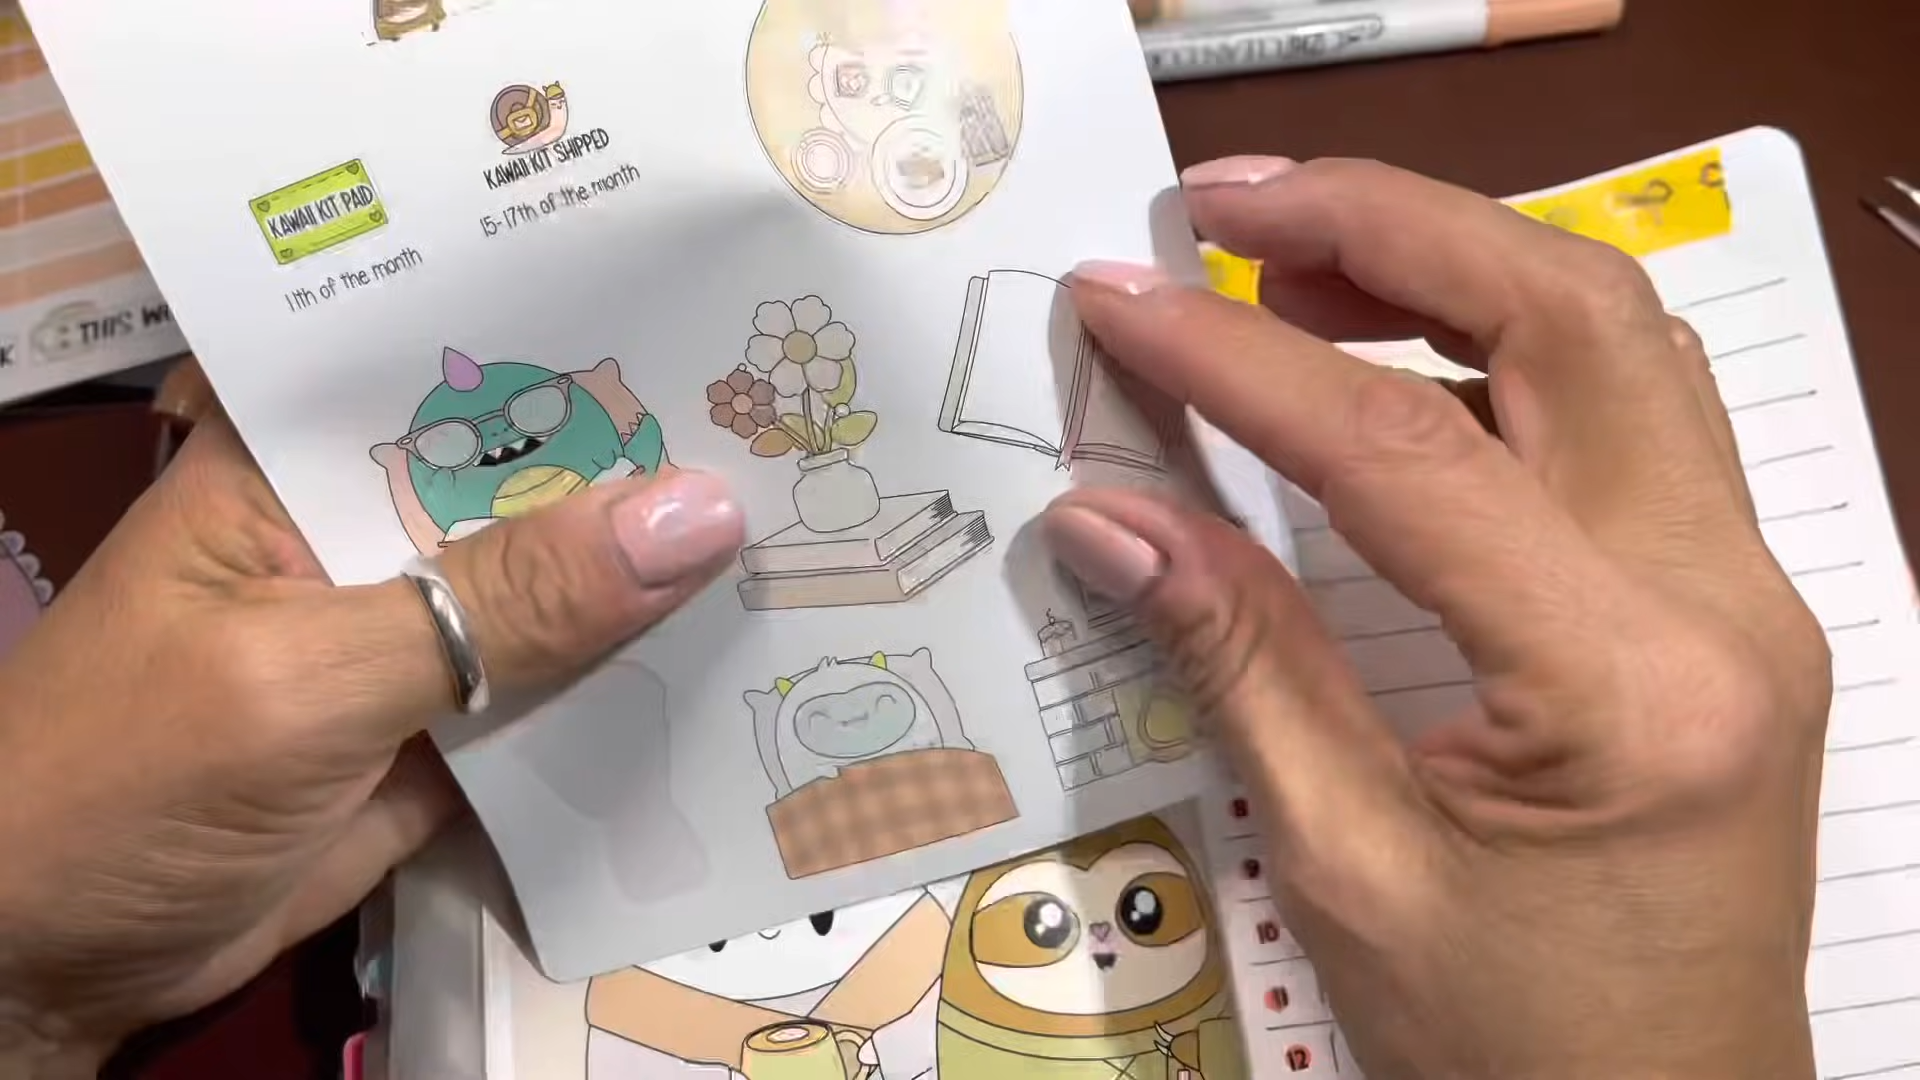 KAWAII KIT SHIPPED
15-17th of the month
KAWAII KIT PAID
11th of the month
THIS
8
9
10
11
12